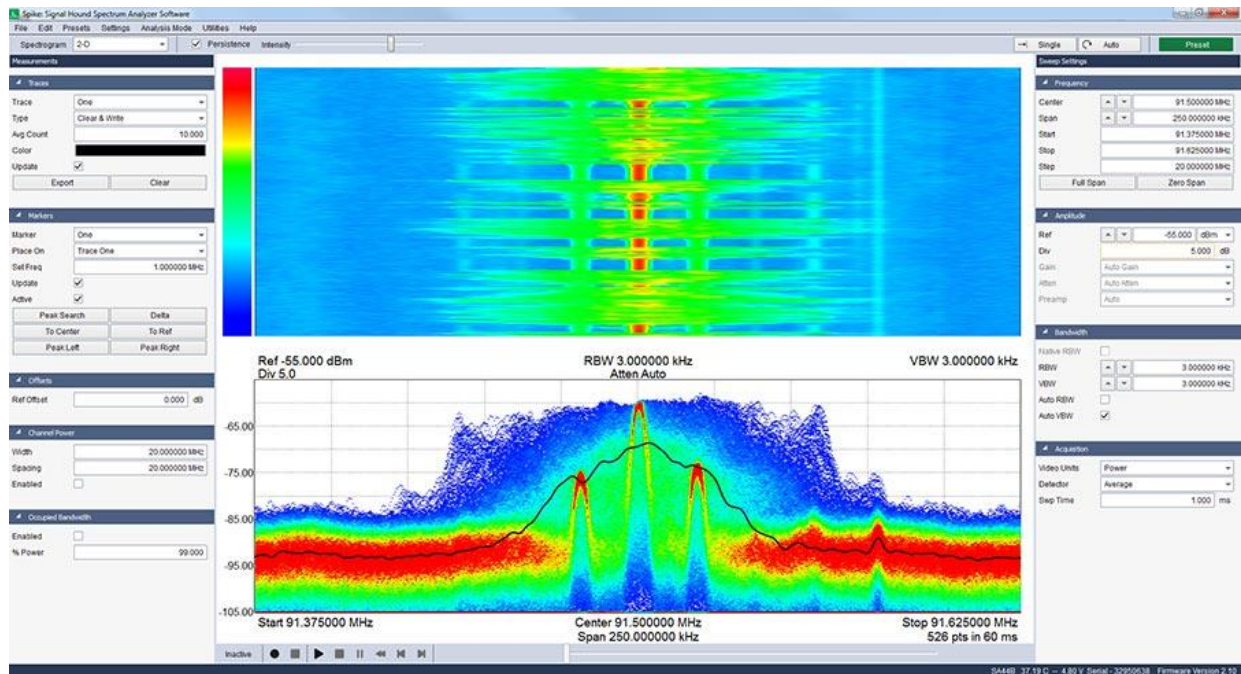 Spike: Signal Hound Spectrum Analyzer Software
File Edit Presets Settings Analysis Mode Utilities Help
Spectrogram 2-D Persistence Intensity Single Auto Preset
Measurements
Traces
Trace One
Type Clear & Write
Avg Count 10.000
Color
Update
Export Clear
Markers
Marker One
Place On Trace One
Set Freq 1.000000 MHz
Update
Active
Peak Search Delta
To Center To Ref
Peak Left Peak Right
Offsets
Ref Offset 0.000 dB
Channel Power
Width 20.000000 MHz
Spacing 20.000000 MHz
Enabled
Occupied Bandwidth
Enabled
% Power 99.000
Ref -55.000 dBm RBW 3.000000 kHz VBW 3.000000 kHz
Div 5.0 Atten Auto
-65.00
-75.00
-85.00
-95.00
-105.00
Start 91.375000 MHz Center 91.500000 MHz Stop 91.625000 MHz
Span 250.000000 kHz 526 pts in 60 ms
Inactive
Sweep Settings
Frequency
Center 91.500000 MHz
Span 250.000000 kHz
Start 91.375000 MHz
Stop 91.625000 MHz
Step 20.000000 MHz
Full Span Zero Span
Amplitude
Ref -55.000 dBm
Div 5.000 dB
Gain Auto Gain
Atten Auto Atten
Preamp Auto
Bandwidth
Native RBW
RBW 3.000000 kHz
VBW 3.000000 kHz
Auto RBW
Auto VBW
Acquisition
Video Units Power
Detector Average
Swp Time 1.000 ms
SA44B 37.19 C -- 4.80 V Serial - 32950638 Firmware Version 2.10